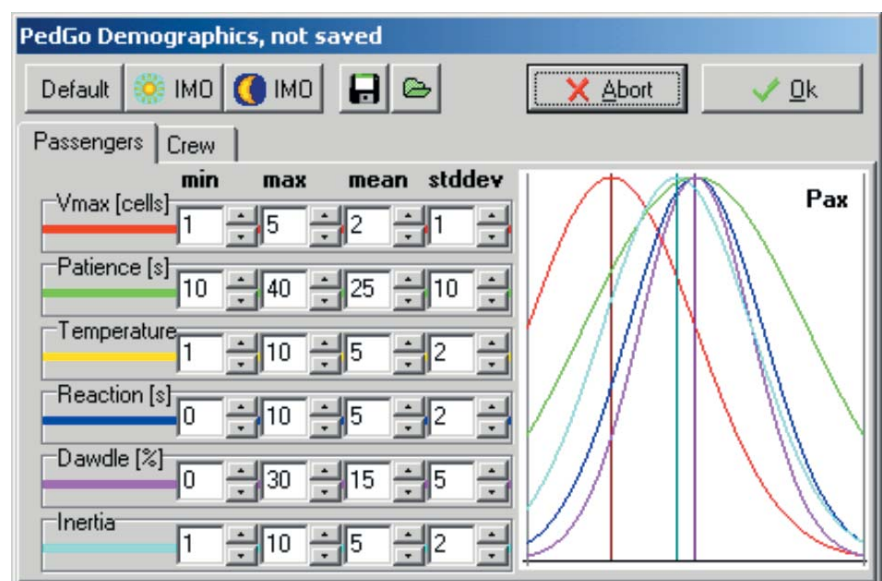 PedGo Demographics, not saved
Default IMO IMO Abort Ok
Passengers Crew
min max mean stddev
Pax
Vmax [cells] 1 5 2 1
Patience [s] 10 40 25 10
Temperature 1 10 5 2
Reaction [s] 0 10 5 2
Dawdle [%] 0 30 15 5
Inertia 1 10 5 2